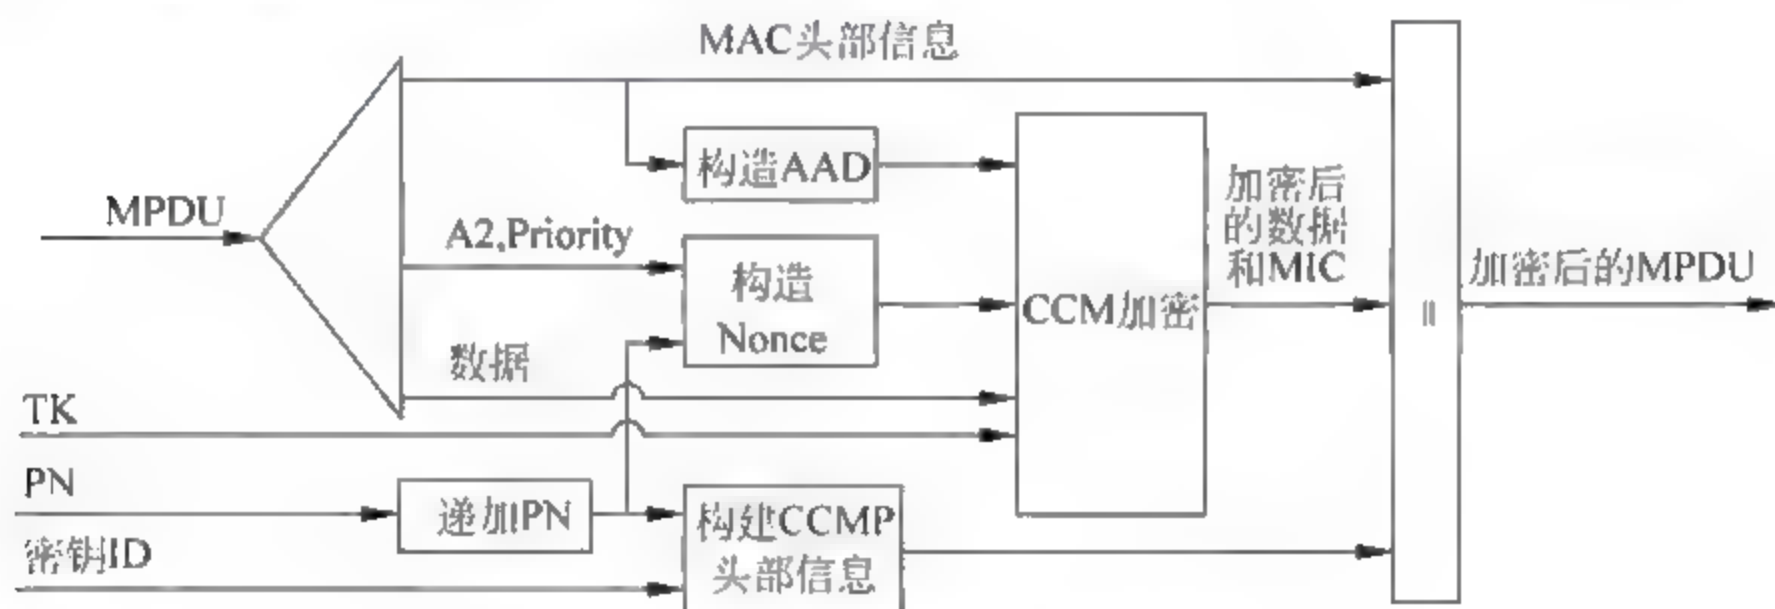 MAC头部信息
构造AAD
MPDU
A2,Priority
构造
Nonce
数据
CCM加密
加密后
的数据
和MIC
||
加密后的MPDU
TK
PN
递加PN
密钥ID
构建CCMP
头部信息